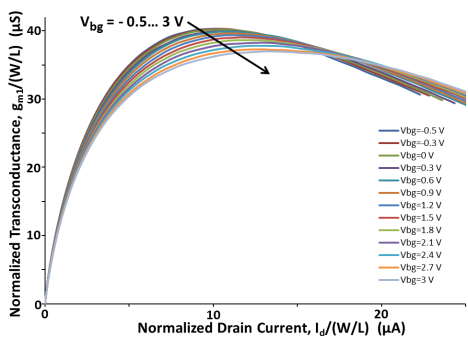 V_bg = - 0.5... 3 V
Normalized Transconductance, g_m1/(W/L) (µS)
40
30
20
10
0
0
10
20
Vbg=-0.5 V
Vbg=-0.3 V
Vbg=0 V
Vbg=0.3 V
Vbg=0.6 V
Vbg=0.9 V
Vbg=1.2 V
Vbg=1.5 V
Vbg=1.8 V
Vbg=2.1 V
Vbg=2.4 V
Vbg=2.7 V
Vbg=3 V
Normalized Drain Current, I_d/(W/L) (µA)